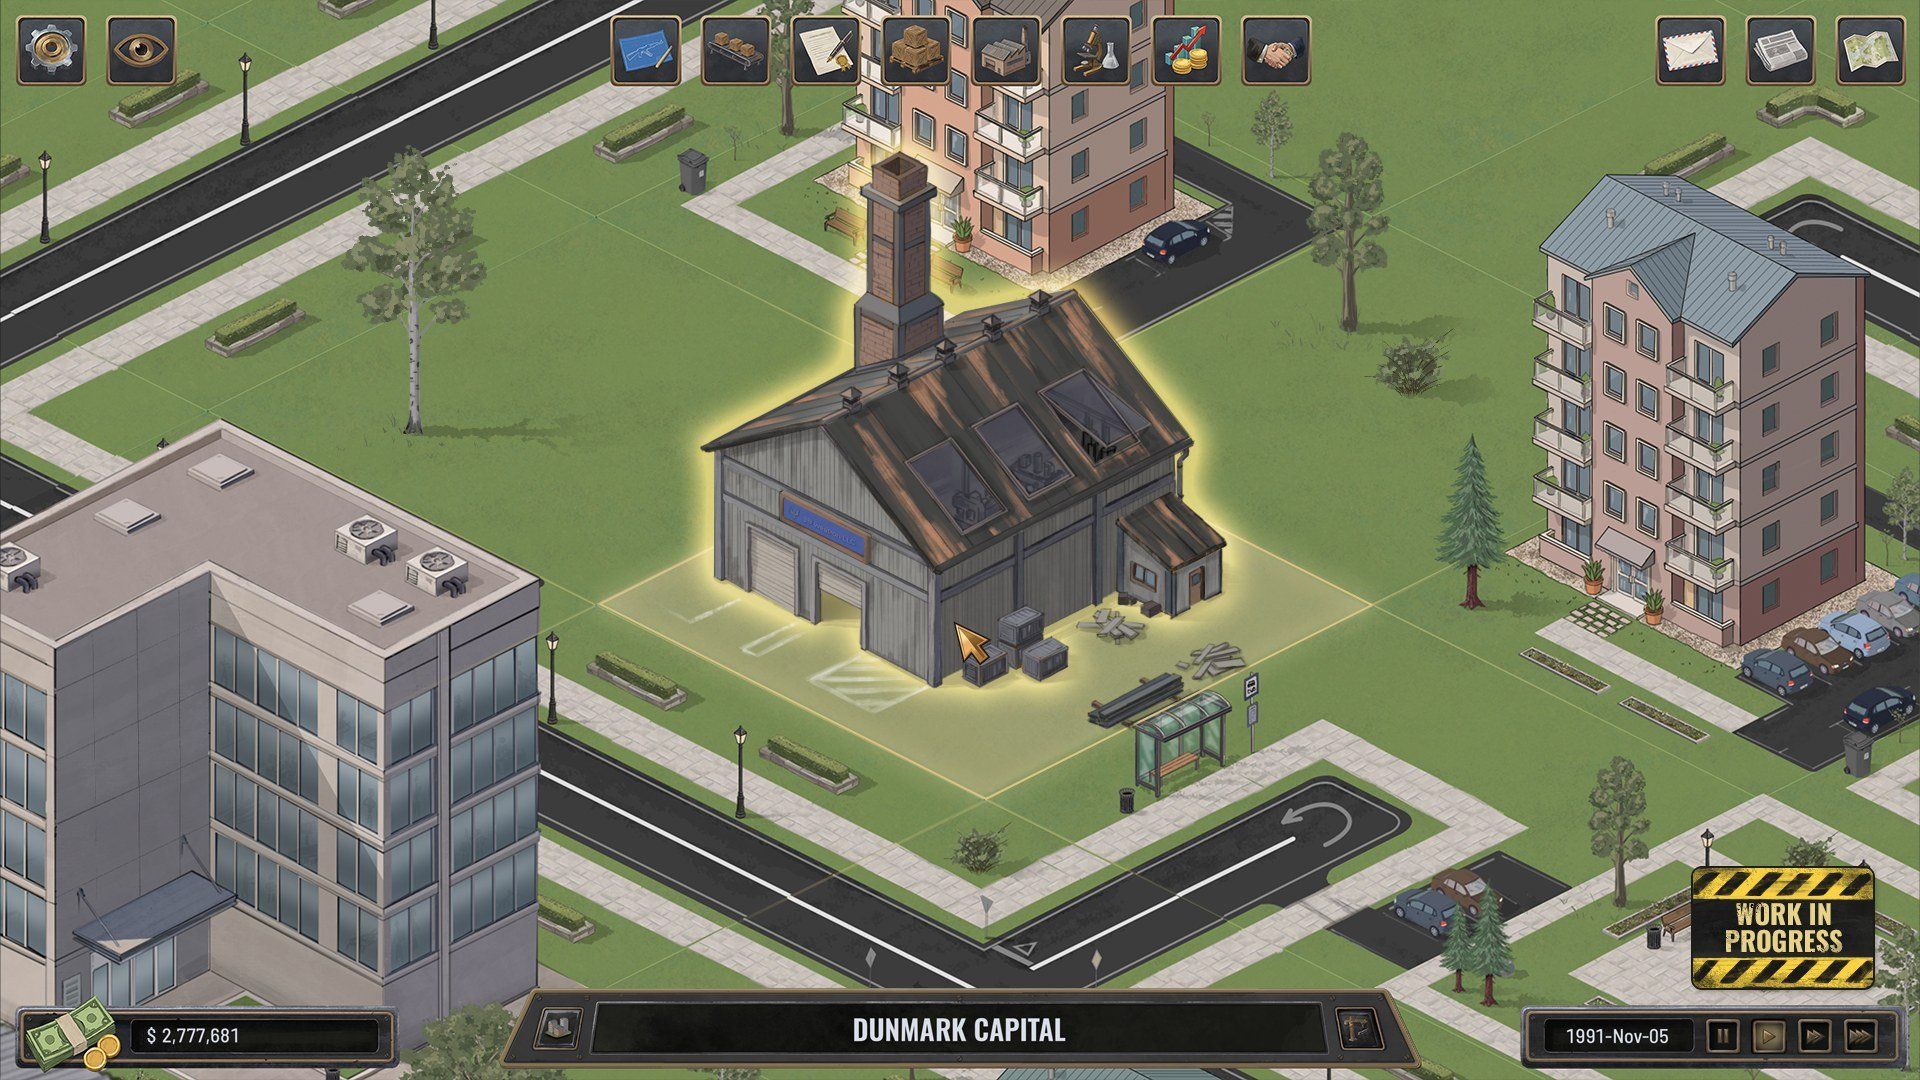 WORK IN
PROGRESS
$ 2,777,681
DUNMARK CAPITAL
1991-Nov-05